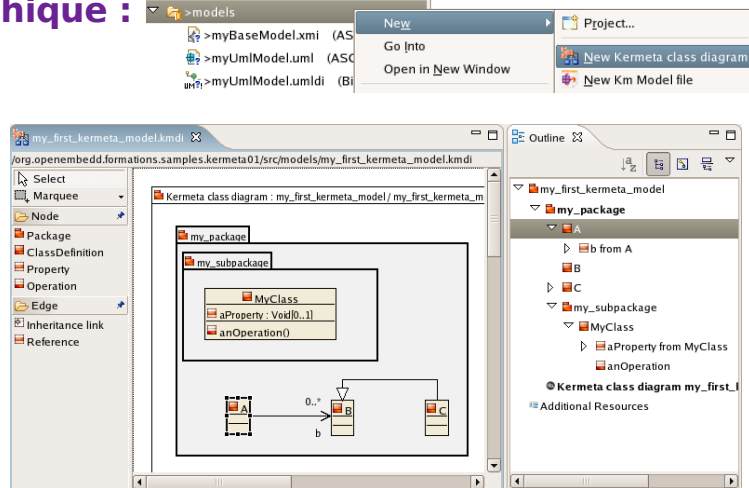 hique :
>models
>myBaseModel.xmi (AS
>myUmlModel.uml (ASC
>myUmlModel.umldi (Bi
New
Go Into
Open in New Window
Project...
New Kermeta class diagram
New Km Model file
my_first_kermeta_model.kmdi
/org.openembedd.formations.samples.kermeta01/src/models/my_first_kermeta_model.kmdi
Select
Marquee
Node
Package
ClassDefinition
Property
Operation
Edge
Inheritance link
Reference
Kermeta class diagram : my_first_kermeta_model / my_first_kermeta_m
my_package
my_subpackage
MyClass
aProperty : Void[0..1]
anOperation()
A
0..*
b
B
C
Outline
my_first_kermeta_model
my_package
A
b from A
B
C
my_subpackage
MyClass
aProperty from MyClass
anOperation
Kermeta class diagram my_first_l
Additional Resources